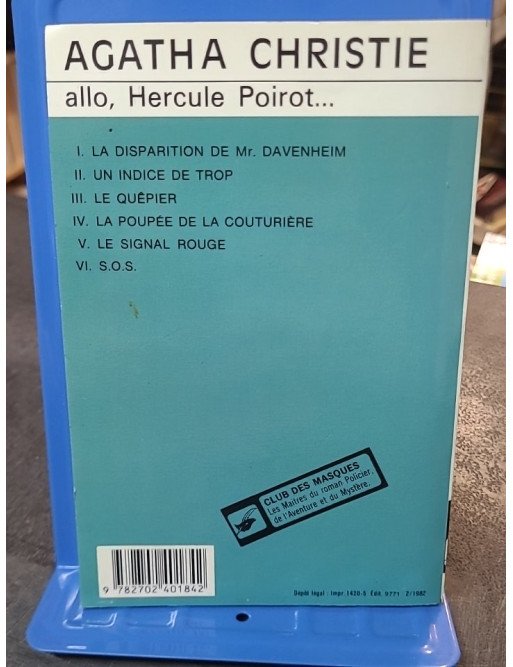 AGATHA CHRISTIE
allo, Hercule Poirot...
I. LA DISPARITION DE Mr. DAVENHEIM
II. UN INDICE DE TROP
III. LE QUÊPIER
IV. LA POUPÉE DE LA COUTURIÈRE
V. LE SIGNAL ROUGE
VI. S.O.S.
CLUB DES MASQUES
Les Maîtres du roman Policier,
de l'Aventure et du Mystère.
9 782702 401842
Dépôt légal : Impr 1420-5 Édit 9771 2/1982